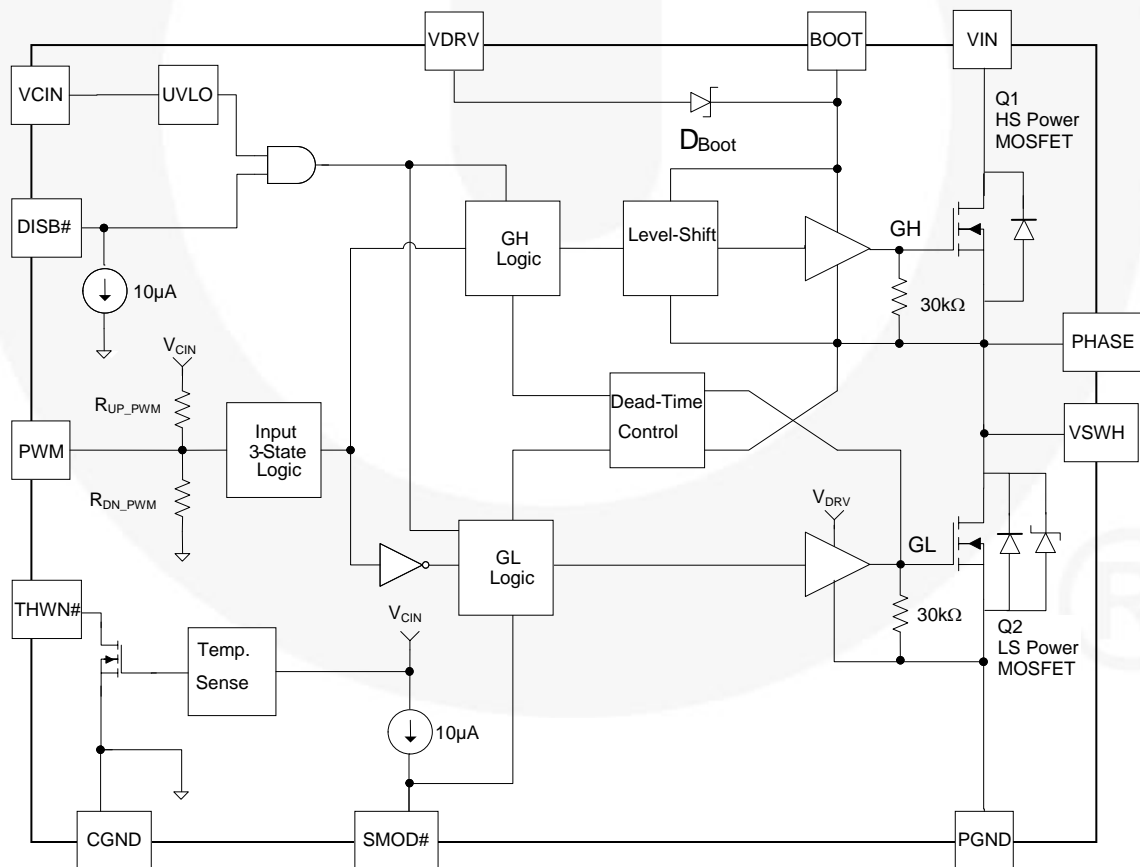 VDRV
BOOT
VIN
VCIN
UVLO
Q1
HS Power
MOSFET
DBoot
DISB#
GH
Logic
Level-Shift
GH
10µA
30kΩ
VCIN
PHASE
RUP_PWM
Dead-Time
Control
PWM
Input
3-State
Logic
VSWH
RDN_PWM
VDRV
GL
Logic
GL
THWN#
VCIN
30kΩ
Temp.
Sense
Q2
LS Power
MOSFET
10µA
CGND
SMOD#
PGND
®